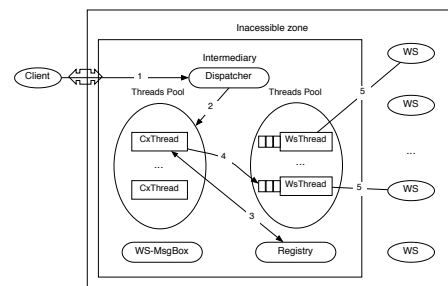 Inacessible zone
Intermediary
Client
1
Dispatcher
WS
Threads Pool
2
Threads Pool
5
WS
CxThread
4
WsThread
...
...
...
CxThread
WsThread
5
WS
3
WS-MsgBox
Registry
WS